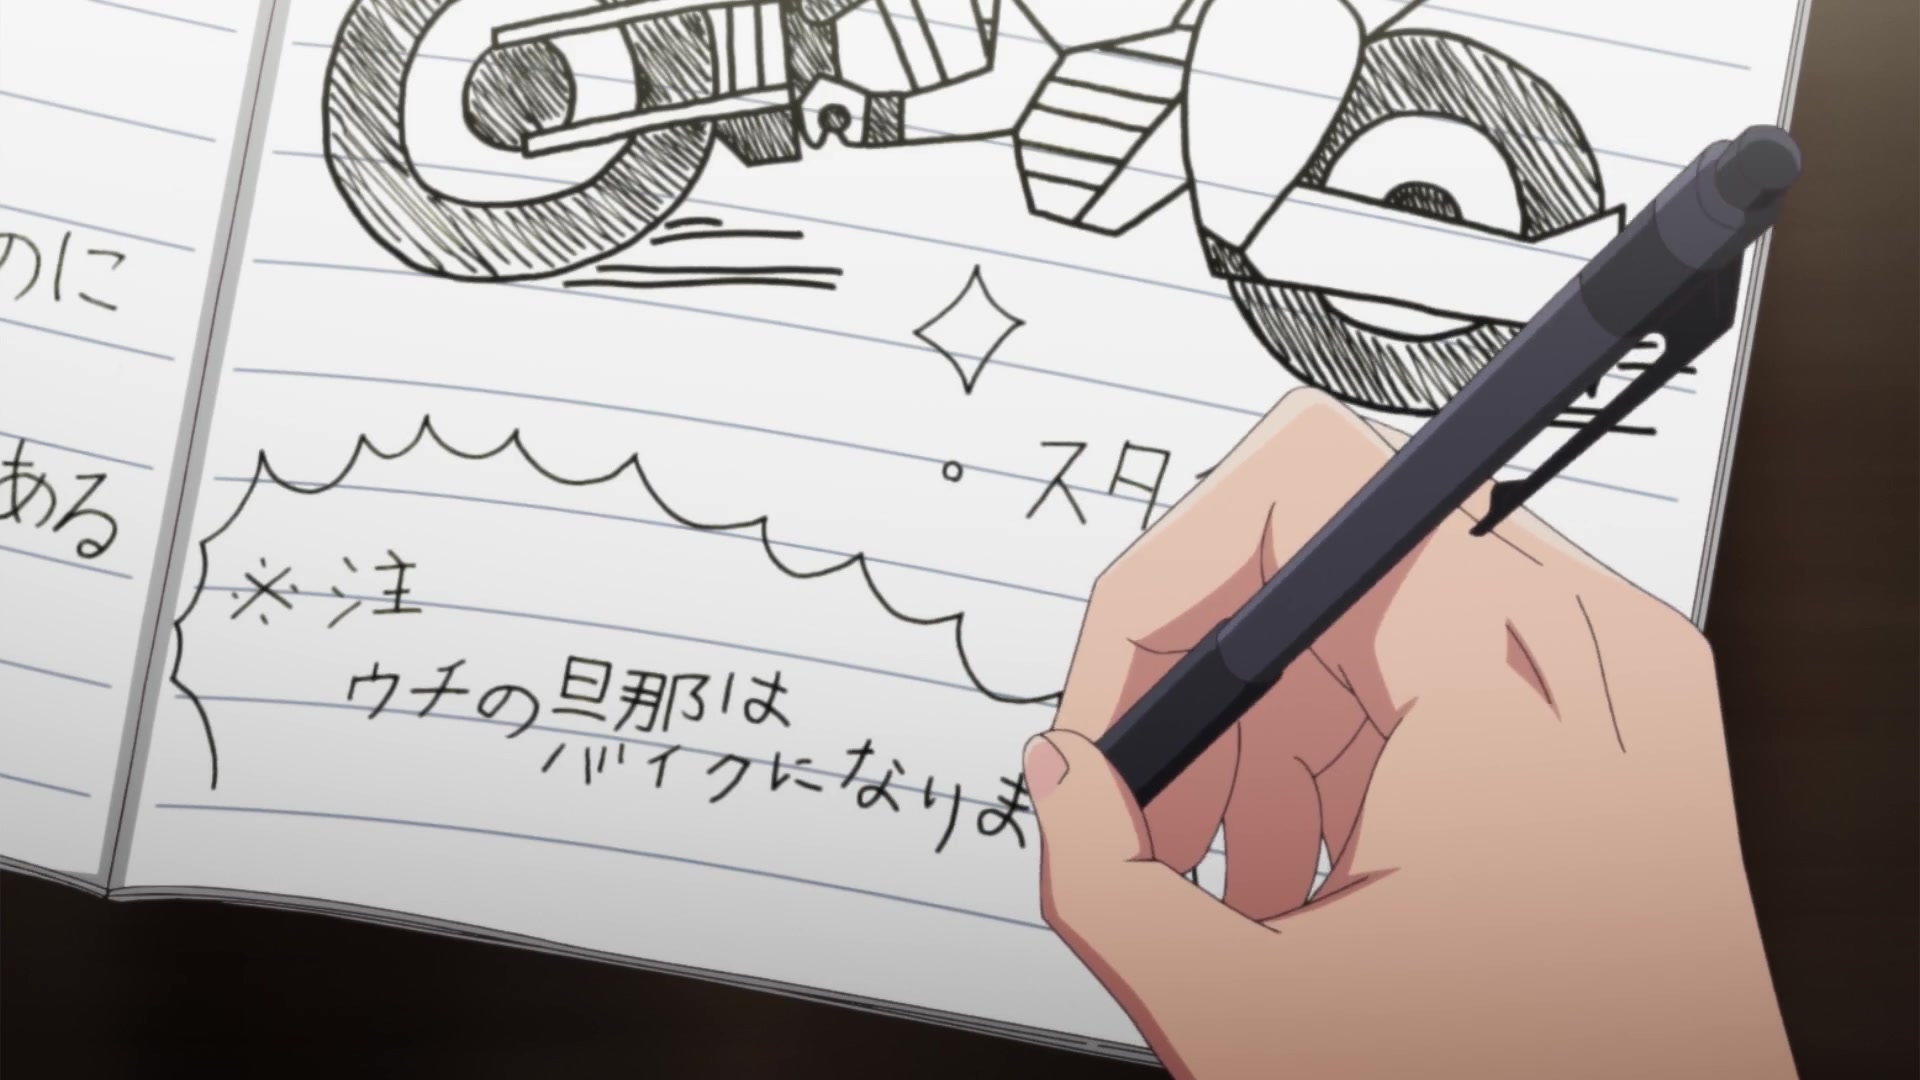 のに
ある
。スタ
※注
ウチの旦那は
バイクになりま